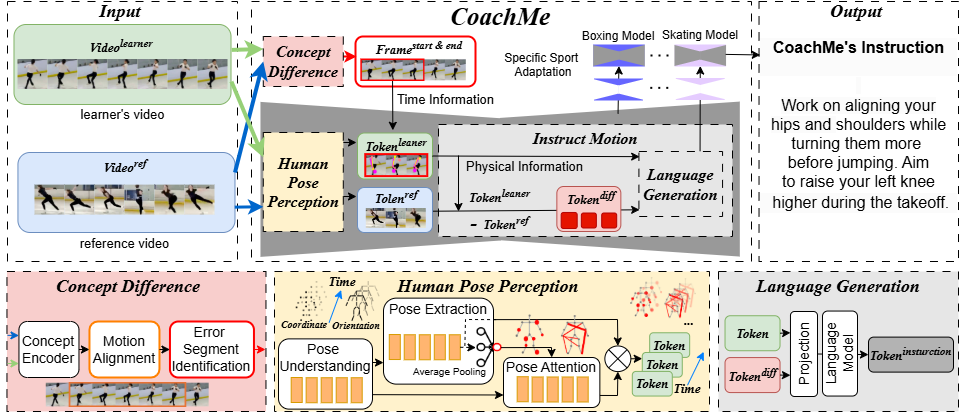 Input
CoachMe
Output
Video^learner
learner's video
Video^ref
reference video
Concept
Difference
Frame^start & end
Time Information
Specific Sport
Adaptation
Boxing Model
Skating Model
...
...
CoachMe's Instruction
Work on aligning your
hips and shoulders while
turning them more
before jumping. Aim
to raise your left knee
higher during the takeoff.
Human
Pose
Perception
Token^leaner
Tolen^ref
Instruct Motion
Physical Information
Token^leaner
- Token^ref
Token^diff
Language
Generation
Concept Difference
Concept
Encoder
Motion
Alignment
Error
Segment
Identification
Human Pose Perception
Time
Coordinate
Orientation
Pose
Understanding
Pose Extraction
Average Pooling
Pose Attention
...
Token
Token
Token
Time
Language Generation
Token
Token^diff
Projection
Language
Model
Token^insturction